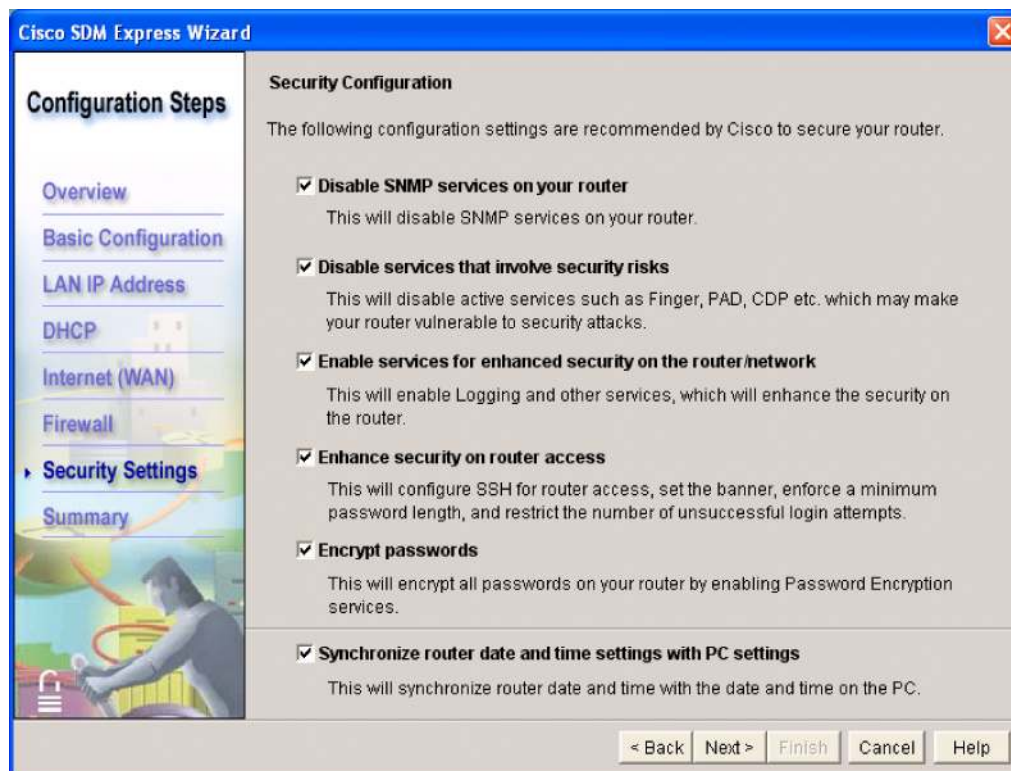 Cisco SDM Express Wizard
Configuration Steps
Overview
Basic Configuration
LAN IP Address
DHCP
Internet (WAN)
Firewall
Security Settings
Summary
Security Configuration
The following configuration settings are recommended by Cisco to secure your router.
Disable SNMP services on your router
This will disable SNMP services on your router.
Disable services that involve security risks
This will disable active services such as Finger, PAD, CDP etc. which may make
your router vulnerable to security attacks.
Enable services for enhanced security on the router/network
This will enable Logging and other services, which will enhance the security on
the router.
Enhance security on router access
This will configure SSH for router access, set the banner, enforce a minimum
password length, and restrict the number of unsuccessful login attempts.
Encrypt passwords
This will encrypt all passwords on your router by enabling Password Encryption
services.
Synchronize router date and time settings with PC settings
This will synchronize router date and time with the date and time on the PC.
< Back Next > Finish Cancel Help